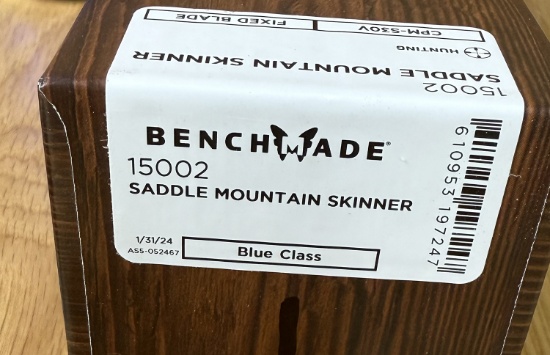 FIXED BLADE
CPM-S30V
HUNTING
15002
SADDLE MOUNTAIN SKINNER
BENCHMADE®
15002
SADDLE MOUNTAIN SKINNER
1/31/24
AS5-052467
Blue Class
610953 197247